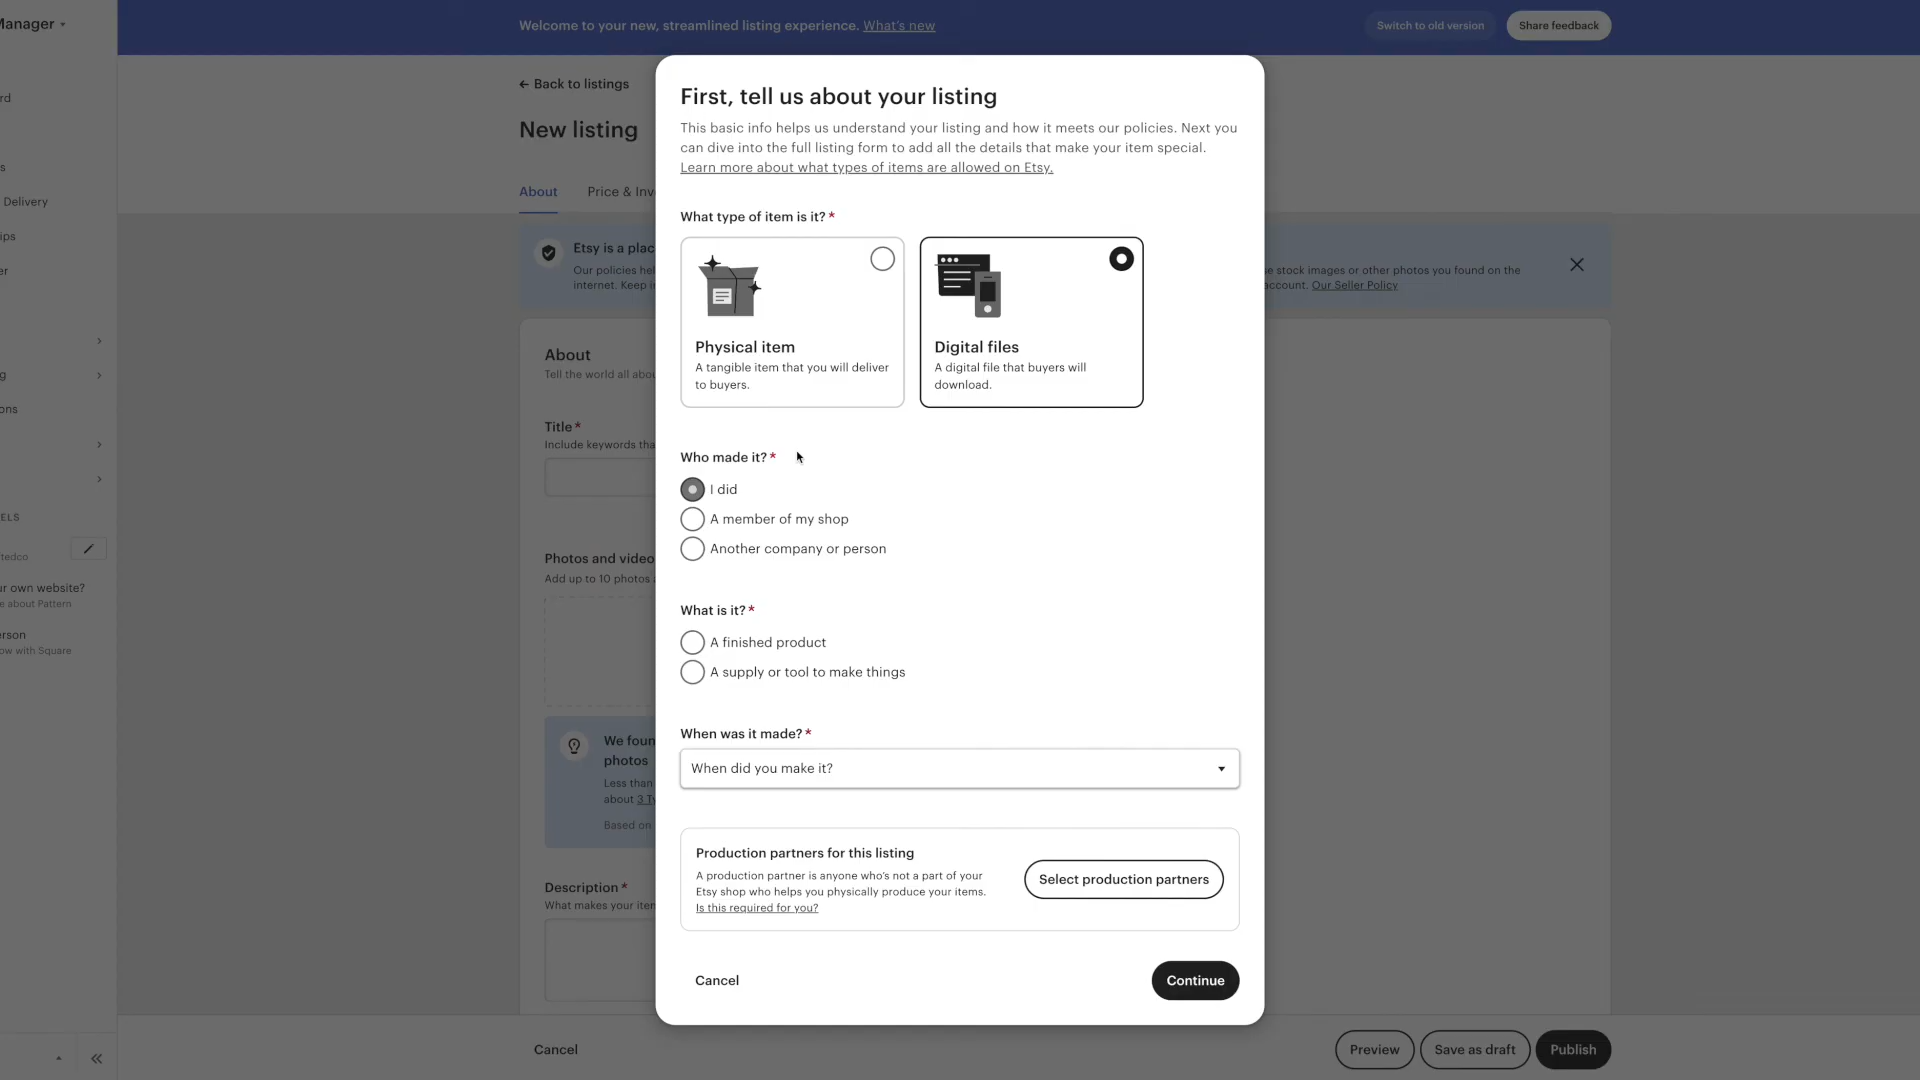 Manager
Welcome to your new, streamlined listing experience. What's new
Switch to old version
Share feedback
Delivery
ELS
tedco
ur own website?
e about Pattern
erson
ow with Square
← Back to listings
New listing
About
Price & Inv
Etsy is a plac
Our policies hel
internet. Keep i
e stock images or other photos you found on the
account. Our Seller Policy
About
Tell the world all abou
Title *
Include keywords tha
Photos and video
Add up to 10 photos a
We foun
photos
Less than
about 3 Ty
Based on
Description *
What makes your iten
First, tell us about your listing
This basic info helps us understand your listing and how it meets our policies. Next you
can dive into the full listing form to add all the details that make your item special.
Learn more about what types of items are allowed on Etsy.
What type of item is it? *
Physical item
A tangible item that you will deliver
to buyers.
Digital files
A digital file that buyers will
download.
Who made it? *
I did
A member of my shop
Another company or person
What is it? *
A finished product
A supply or tool to make things
When was it made? *
When did you make it?
Production partners for this listing
A production partner is anyone who's not a part of your
Etsy shop who helps you physically produce your items.
Is this required for you?
Select production partners
Cancel
Continue
Cancel
Preview
Save as draft
Publish